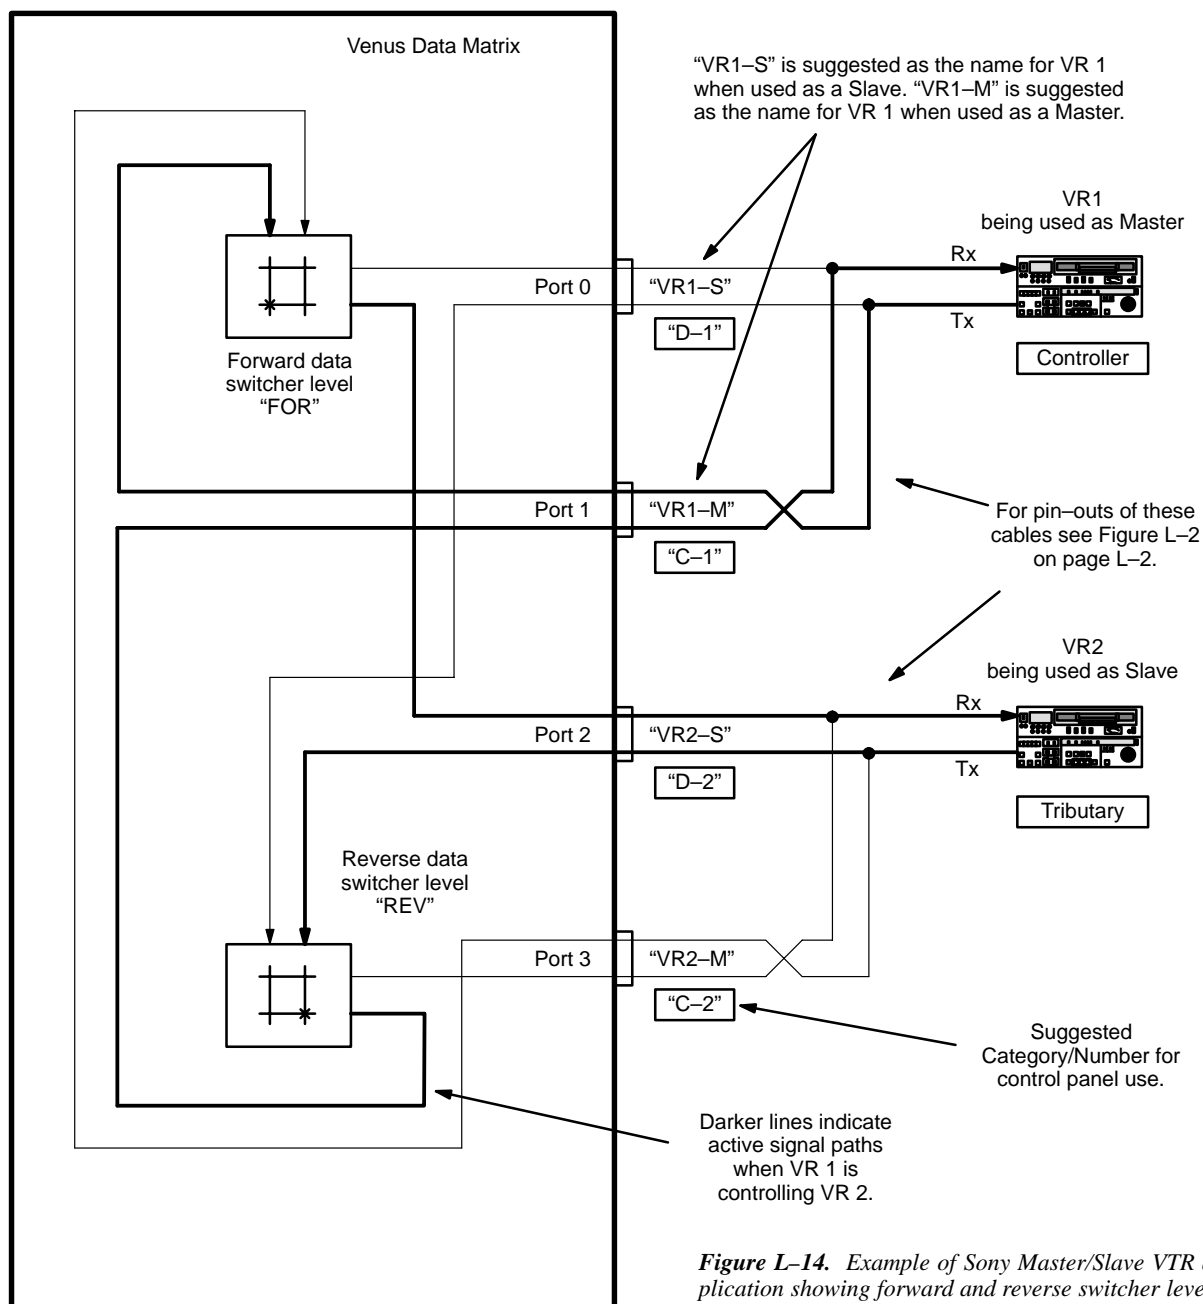 Venus Data Matrix
“VR1–S” is suggested as the name for VR 1
when used as a Slave. “VR1–M” is suggested
as the name for VR 1 when used as a Master.
VR1
being used as Master
Rx
Port 0
“VR1–S”
Tx
“D–1”
Controller
Forward data
switcher level
“FOR”
Port 1
“VR1–M”
“C–1”
For pin–outs of these
cables see Figure L–2
on page L–2.
VR2
being used as Slave
Rx
Port 2
“VR2–S”
Tx
“D–2”
Tributary
Reverse data
switcher level
“REV”
Port 3
“VR2–M”
“C–2”
Suggested
Category/Number for
control panel use.
Darker lines indicate
active signal paths
when VR 1 is
controlling VR 2.
Figure L–14. Example of Sony Master/Slave VTR
plication showing forward and reverse switcher